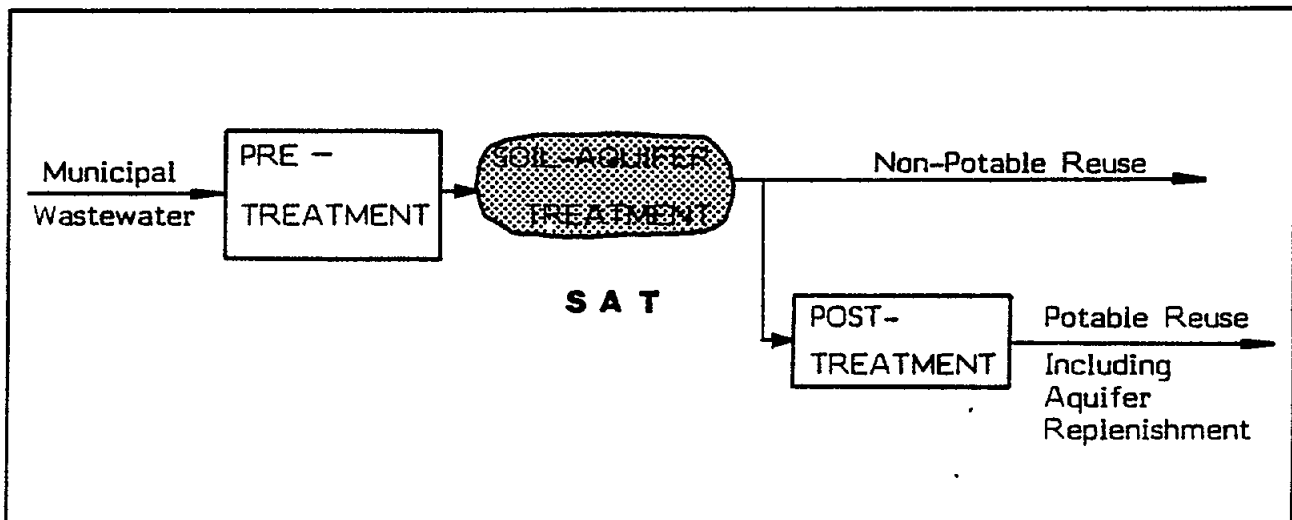 Municipal
Wastewater
PRE -
TREATMENT
SOIL-AQUIFER
TREATMENT
S A T
Non-Potable Reuse
POST-
TREATMENT
Potable Reuse
Including
Aquifer
Replenishment